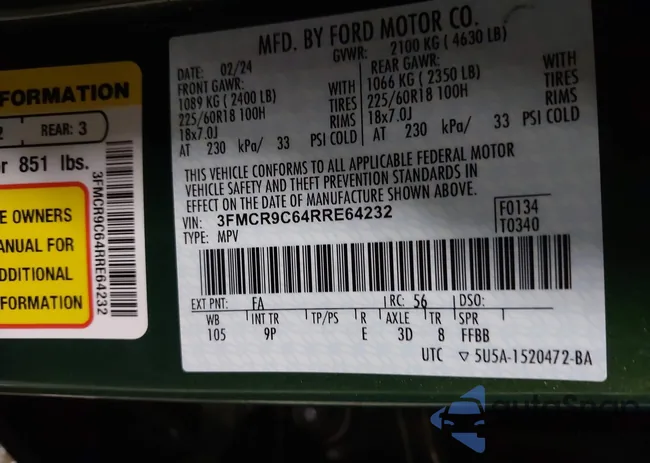 FORMATION
2 REAR: 3
or 851 lbs.
E OWNERS
ANUAL FOR
DDITIONAL
FORMATION
3FMCR9C64RRE64232
MFD. BY FORD MOTOR CO.
DATE: 02/24 GVWR: 2100 KG ( 4630 LB)
FRONT GAWR: REAR GAWR:
1089 KG ( 2400 LB) WITH 1066 KG ( 2350 LB) WITH
225/60R18 100H TIRES 225/60R18 100H TIRES
18x7.0J RIMS 18x7.0J RIMS
AT 230 kPa/ 33 PSI COLD AT 230 kPa/ 33 PSI COLD
THIS VEHICLE CONFORMS TO ALL APPLICABLE FEDERAL MOTOR
VEHICLE SAFETY AND THEFT PREVENTION STANDARDS IN
EFFECT ON THE DATE OF MANUFACTURE SHOWN ABOVE.
VIN: 3FMCR9C64RRE64232 F0134
TYPE: MPV T0340
EXT PNT: FA RC: 56 DSO:
WB INT TR TP/PS R AXLE TR SPR
105 9P E 3D 8 FFBB
UTC 5U5A-1520472-BA